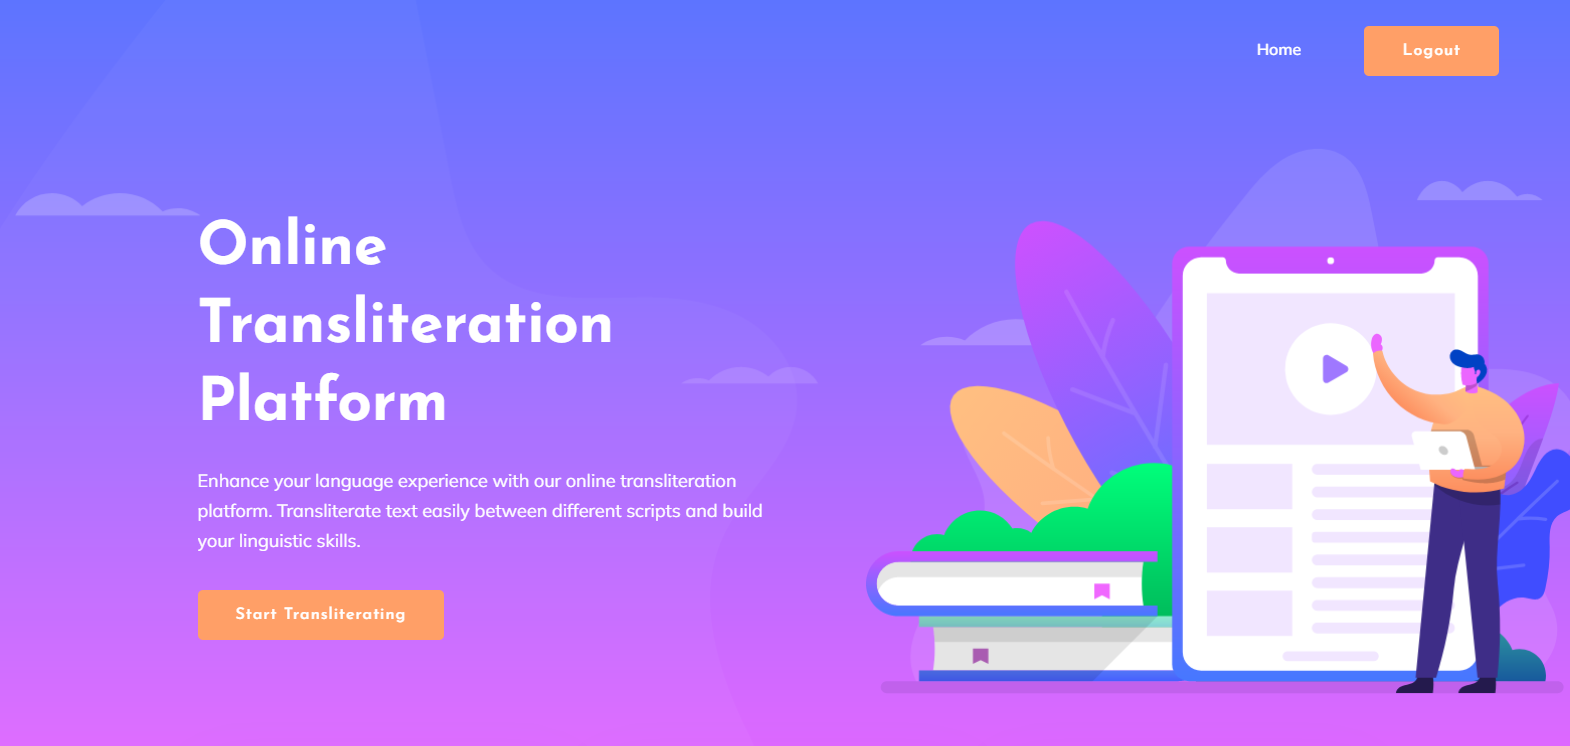 Home
Logout
Online
Transliteration
Platform
Enhance your language experience with our online transliteration
platform. Transliterate text easily between different scripts and build
your linguistic skills.
Start Transliterating